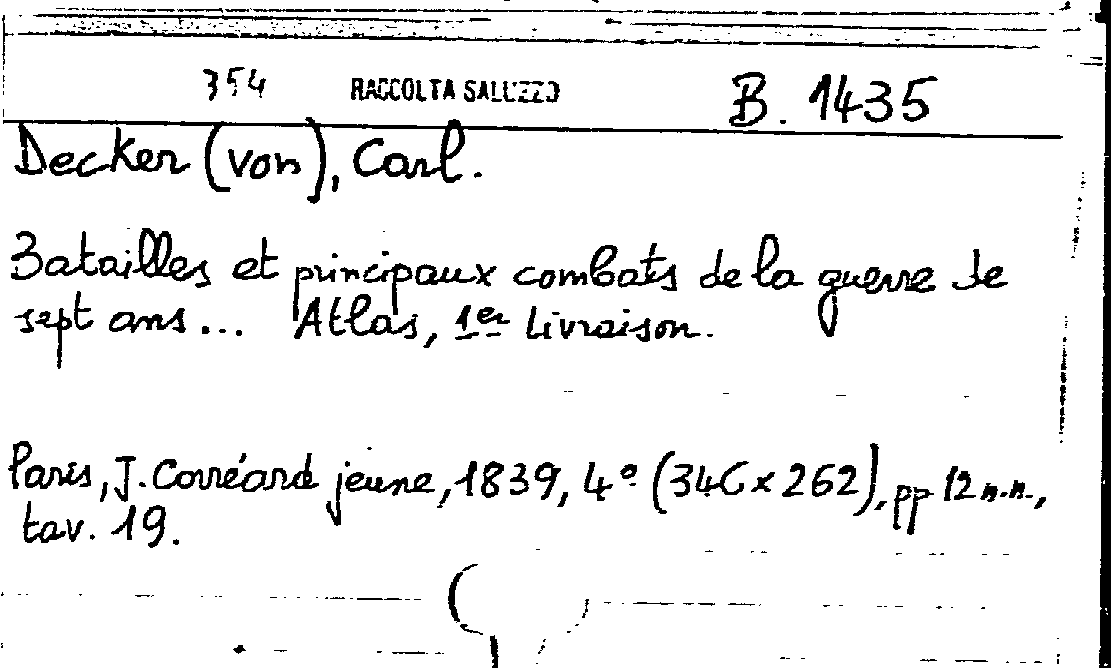 354 RACCOLTA SALUZZO B. 1435
Decker (von), Carl.
Batailles et principaux combats de la guerre de
sept ans... Atlas, 1er Livraison.
Paris, J. Corréard jeune, 1839, 4° (346 x 262), pp 12 n.n.,
tav. 19.